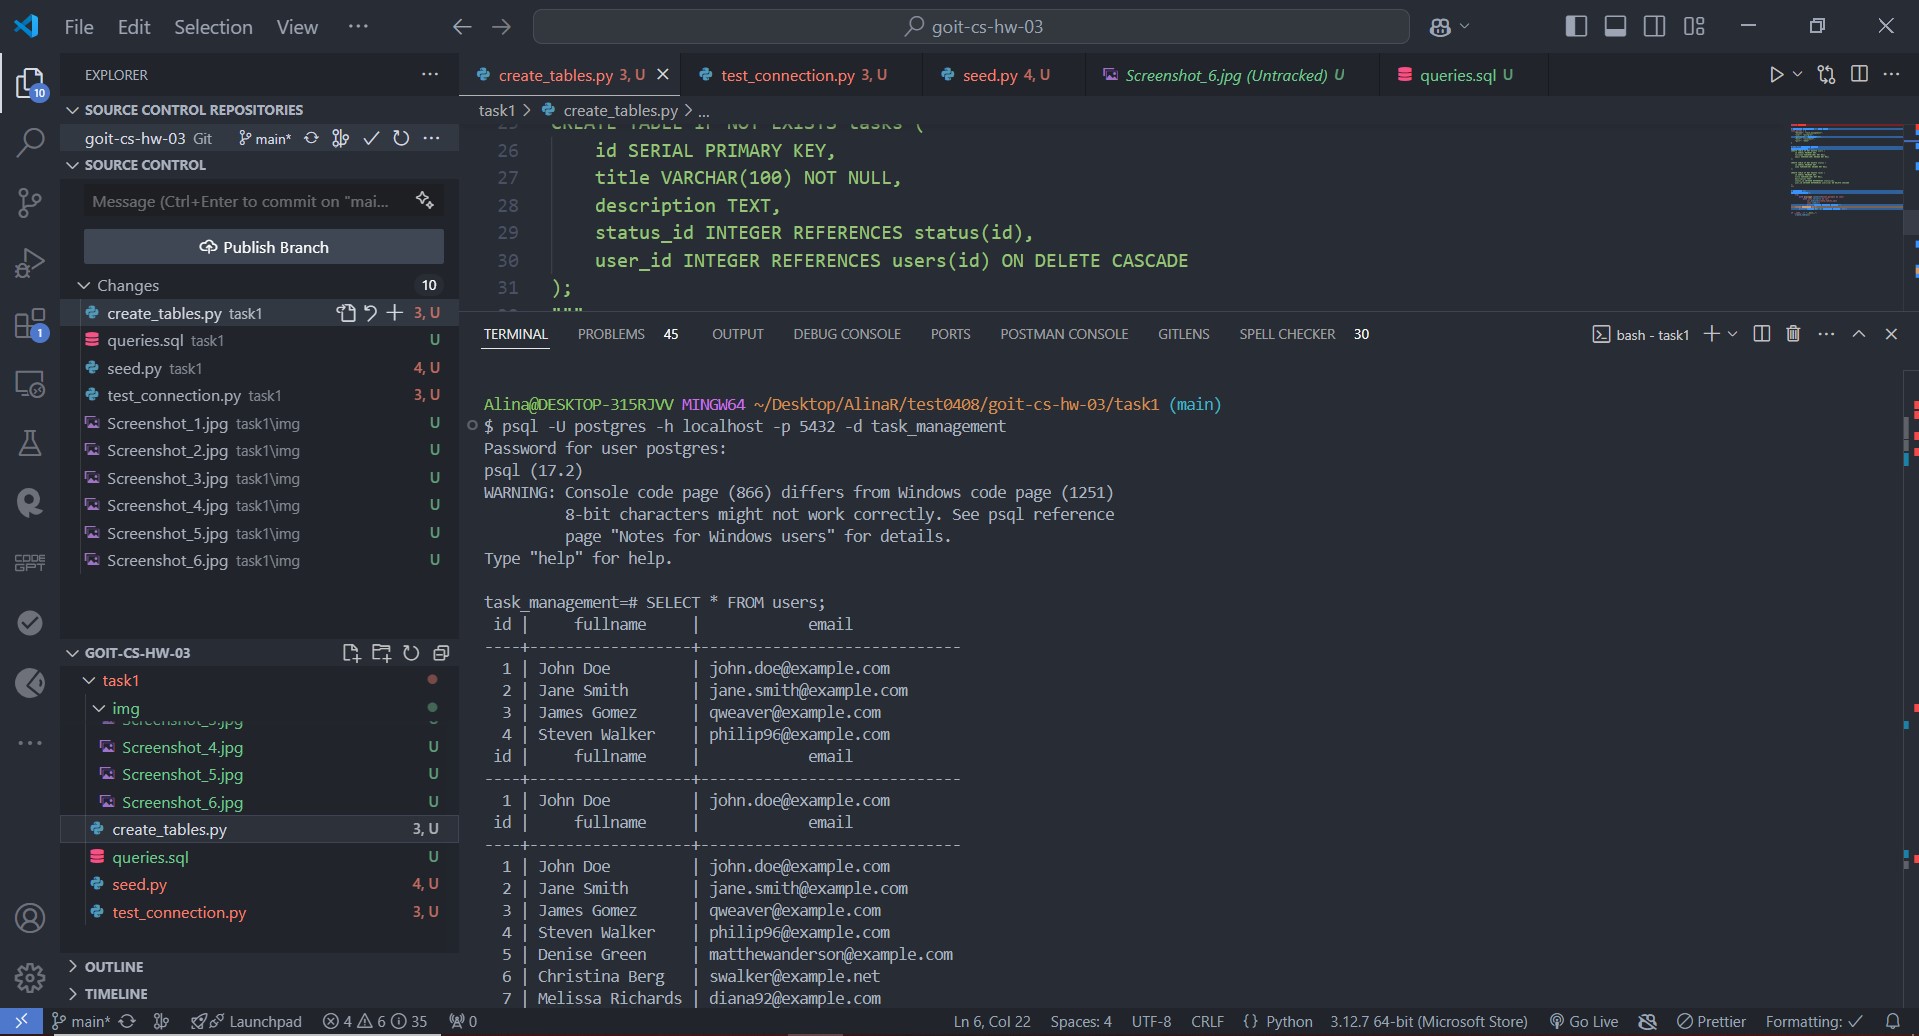 File Edit Selection View ···
goit-cs-hw-03
EXPLORER
SOURCE CONTROL REPOSITORIES
goit-cs-hw-03 Git main*
SOURCE CONTROL
Message (Ctrl+Enter to commit on "mai...
Publish Branch
Changes 10
create_tables.py task1 3, U
queries.sql task1 U
seed.py task1 4, U
test_connection.py task1 3, U
Screenshot_1.jpg task1\img U
Screenshot_2.jpg task1\img U
Screenshot_3.jpg task1\img U
Screenshot_4.jpg task1\img U
Screenshot_5.jpg task1\img U
Screenshot_6.jpg task1\img U
GOIT-CS-HW-03
task1
img
Screenshot_3.jpg
Screenshot_4.jpg U
Screenshot_5.jpg U
Screenshot_6.jpg U
create_tables.py 3, U
queries.sql U
seed.py 4, U
test_connection.py 3, U
OUTLINE
TIMELINE
10
1
CODE
GPT
create_tables.py 3, U test_connection.py 3, U seed.py 4, U Screenshot_6.jpg (Untracked) U queries.sql U
task1 > create_tables.py > ...
25 CREATE TABLE IF NOT EXISTS tasks (
26 id SERIAL PRIMARY KEY,
27 title VARCHAR(100) NOT NULL,
28 description TEXT,
29 status_id INTEGER REFERENCES status(id),
30 user_id INTEGER REFERENCES users(id) ON DELETE CASCADE
31 );
"""
TERMINAL PROBLEMS 45 OUTPUT DEBUG CONSOLE PORTS POSTMAN CONSOLE GITLENS SPELL CHECKER 30 bash - task1
Alina@DESKTOP-315RJVV MINGW64 ~/Desktop/AlinaR/test0408/goit-cs-hw-03/task1 (main)
$ psql -U postgres -h localhost -p 5432 -d task_management
Password for user postgres:
psql (17.2)
WARNING: Console code page (866) differs from Windows code page (1251)
8-bit characters might not work correctly. See psql reference
page "Notes for Windows users" for details.
Type "help" for help.
task_management=# SELECT * FROM users;
id | fullname | email
----+------------------+-----------------------------
1 | John Doe | john.doe@example.com
2 | Jane Smith | jane.smith@example.com
3 | James Gomez | qweaver@example.com
4 | Steven Walker | philip96@example.com
id | fullname | email
----+------------------+-----------------------------
1 | John Doe | john.doe@example.com
id | fullname | email
----+------------------+-----------------------------
1 | John Doe | john.doe@example.com
2 | Jane Smith | jane.smith@example.com
3 | James Gomez | qweaver@example.com
4 | Steven Walker | philip96@example.com
5 | Denise Green | matthewanderson@example.com
6 | Christina Berg | swalker@example.net
7 | Melissa Richards | diana92@example.com
main* Launchpad 4 6 35 0 Ln 6, Col 22 Spaces: 4 UTF-8 CRLF {} Python 3.12.7 64-bit (Microsoft Store) Go Live Prettier Formatting: ✓